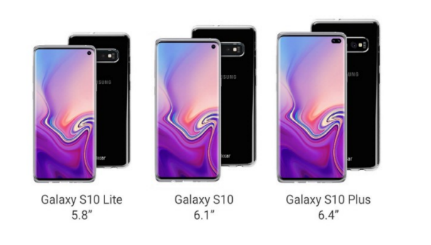 Galaxy S10 Lite
5.8”
Galaxy S10
6.1”
Galaxy S10 Plus
6.4”